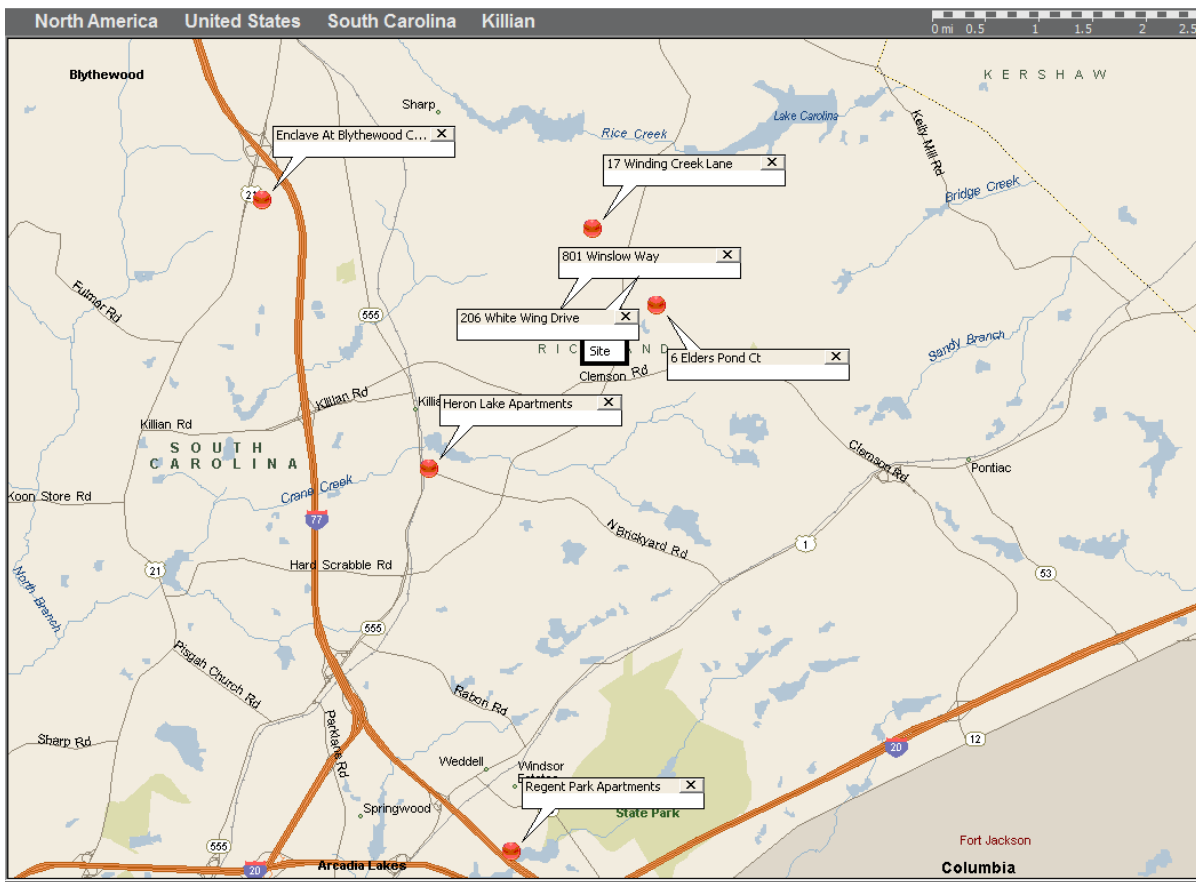 North America United States South Carolina Killian
0 mi 0.5 1 1.5 2 2.5
Blythewood
KERSHAW
Sharp
Lake Carolina
Rice Creek
Kelly Mill Rd
Enclave At Blythewood C...
17 Winding Creek Lane
21
Bridge Creek
801 Winslow Way
Fulmer Rd
555
206 White Wing Drive
RICHLAND
Site
6 Elders Pond Ct
Sandy Branch
Clemson Rd
Killian Rd
Heron Lake Apartments
Killian Rd
SOUTH
CAROLINA
Clemson Rd
Pontiac
Koon Store Rd
Crane Creek
77
N Brickyard Rd
1
Hard Scrabble Rd
21
53
North Branch
555
Pisgah Church Rd
Rabon Rd
Parklane Rd
Sharp Rd
12
20
Weddell
Windsor
Regent Park Apartments
Springwood
State Park
Fort Jackson
555
20
Arcadia Lakes
Columbia